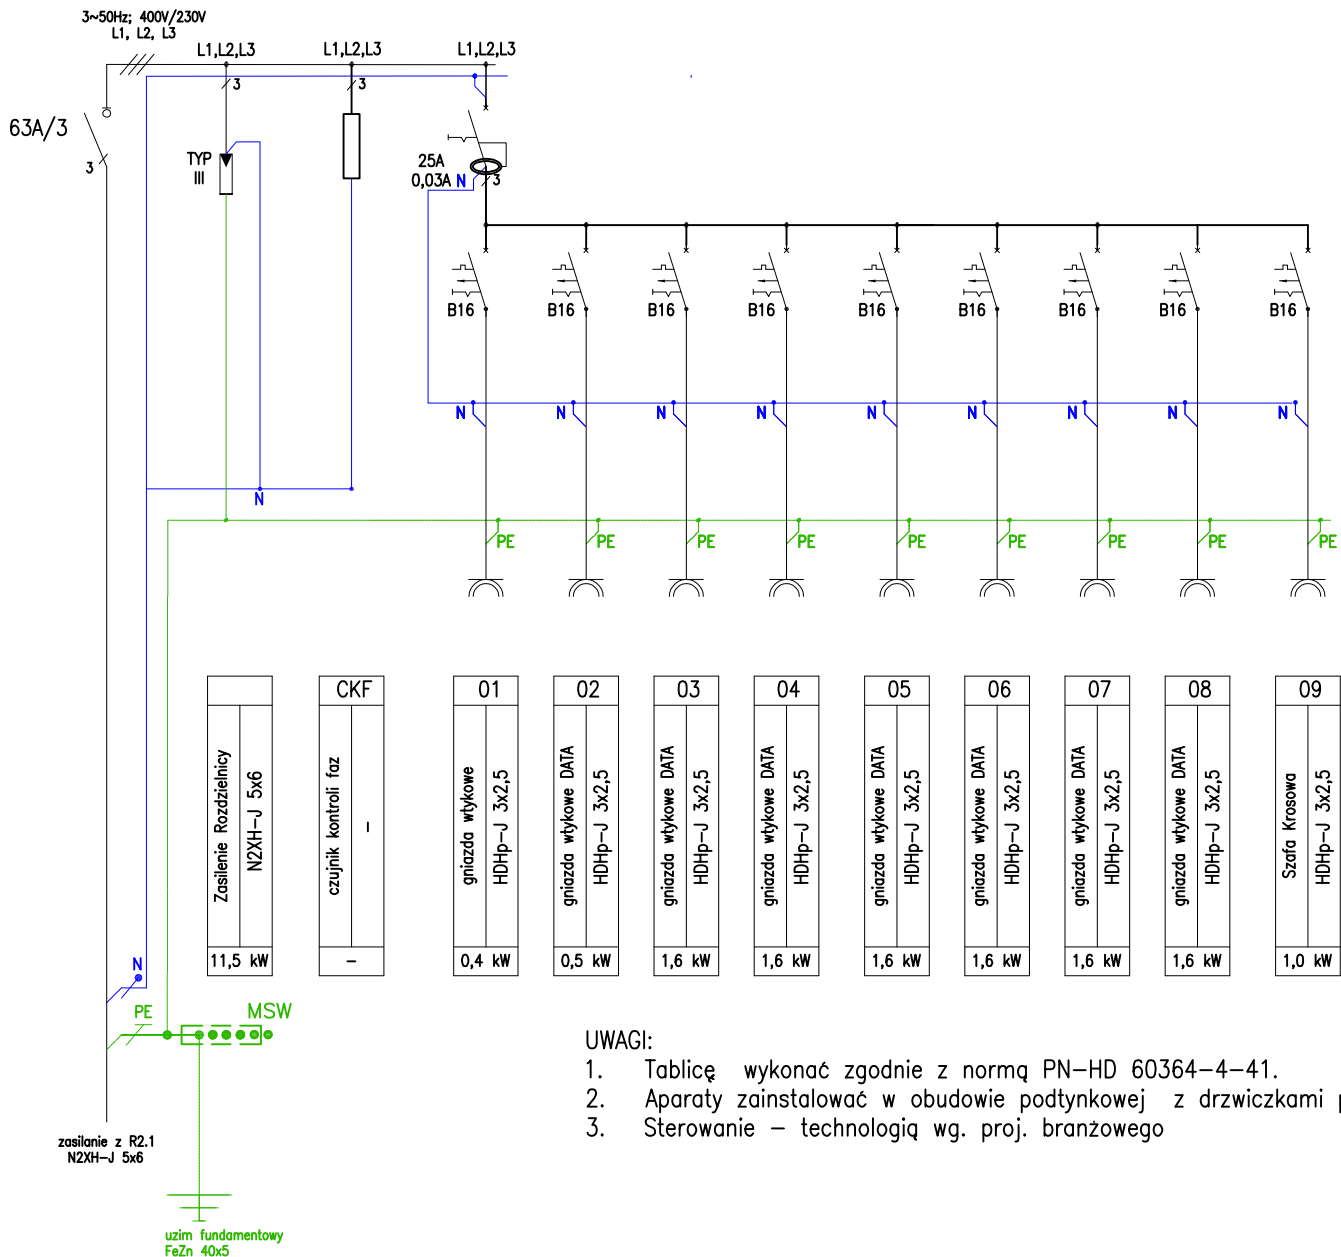 3~50Hz; 400V/230V
L1, L2, L3
L1,L2,L3
L1,L2,L3
L1,L2,L3
3
3
63A/3
3
TYP
III
25A
0,03A N
3
B16
B16
B16
B16
B16
B16
B16
B16
B16
N
N
N
N
N
N
N
N
N
N
PE
PE
PE
PE
PE
PE
PE
PE
PE
Zasilenie Rozdzielnicy
N2XH-J 5x6
11,5 kW
CKF
czujnik kontroli faz
-
-
01
gniazda wtykowe
HDHp-J 3x2,5
0,4 kW
02
gniazda wtykowe DATA
HDHp-J 3x2,5
0,5 kW
03
gniazda wtykowe DATA
HDHp-J 3x2,5
1,6 kW
04
gniazda wtykowe DATA
HDHp-J 3x2,5
1,6 kW
05
gniazda wtykowe DATA
HDHp-J 3x2,5
1,6 kW
06
gniazda wtykowe DATA
HDHp-J 3x2,5
1,6 kW
07
gniazda wtykowe DATA
HDHp-J 3x2,5
1,6 kW
08
gniazda wtykowe DATA
HDHp-J 3x2,5
1,6 kW
09
Szafa Krosowa
HDHp-J 3x2,5
1,0 kW
N
PE
MSW
UWAGI:
1. Tablicę wykonać zgodnie z normą PN-HD 60364-4-41.
2. Aparaty zainstalować w obudowie podtynkowej z drzwiczkami
3. Sterowanie - technologią wg. proj. branżowego
zasilanie z R2.1
N2XH-J 5x6
uzim fundamentowy
FeZn 40x5